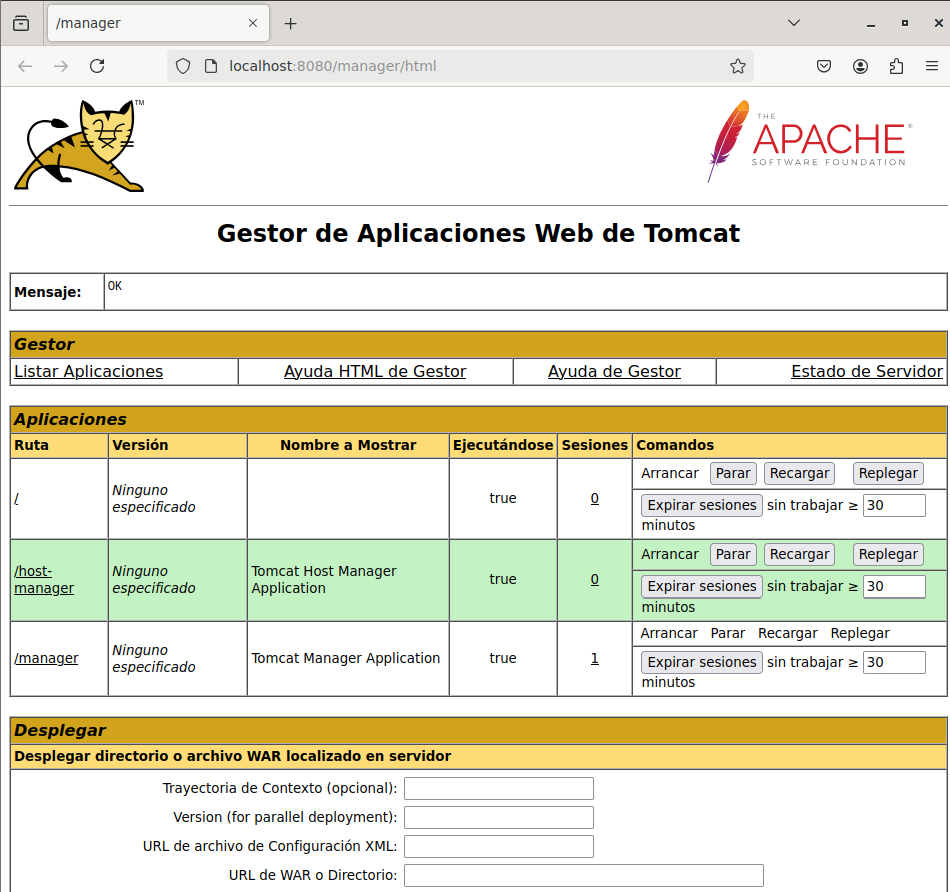 /manager
localhost:8080/manager/html
TM
THE
APACHE®
SOFTWARE FOUNDATION
Gestor de Aplicaciones Web de Tomcat
Mensaje: OK
Gestor
Listar Aplicaciones Ayuda HTML de Gestor Ayuda de Gestor Estado de Servidor
Aplicaciones
Ruta Versión Nombre a Mostrar Ejecutándose Sesiones Comandos
/ Ninguno especificado true 0 Arrancar Parar Recargar Replegar
Expirar sesiones sin trabajar ≥ 30
minutos
/host-manager Ninguno especificado Tomcat Host Manager Application true 0 Arrancar Parar Recargar Replegar
Expirar sesiones sin trabajar ≥ 30
minutos
/manager Ninguno especificado Tomcat Manager Application true 1 Arrancar Parar Recargar Replegar
Expirar sesiones sin trabajar ≥ 30
minutos
Desplegar
Desplegar directorio o archivo WAR localizado en servidor
Trayectoria de Contexto (opcional):
Version (for parallel deployment):
URL de archivo de Configuración XML:
URL de WAR o Directorio: